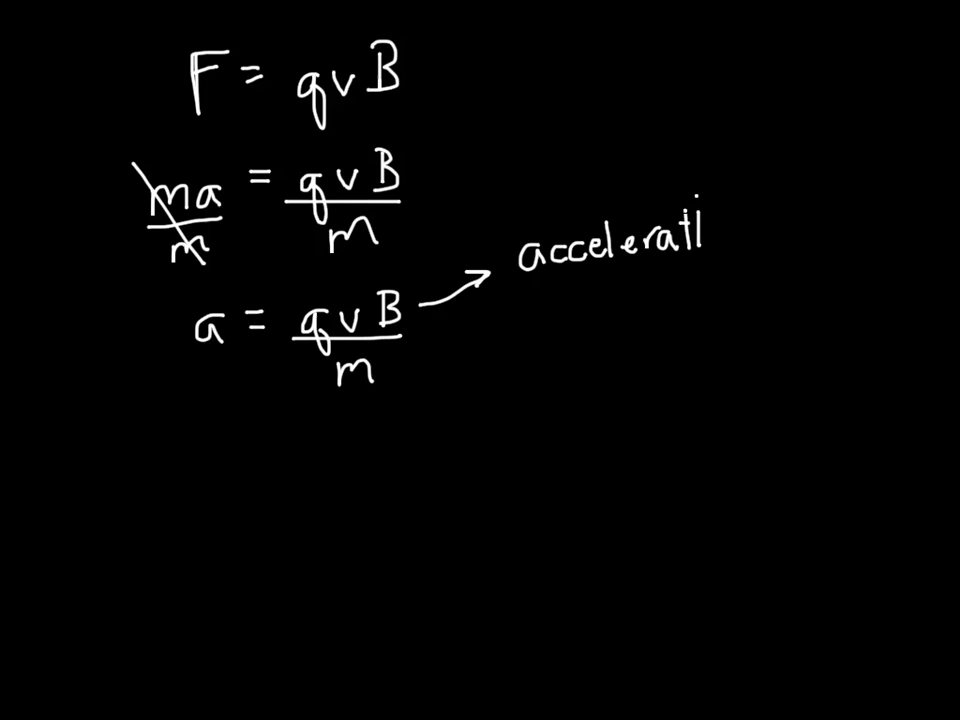 F = qvB
ma/m = qvB/m
a = qvB/m → accelerati